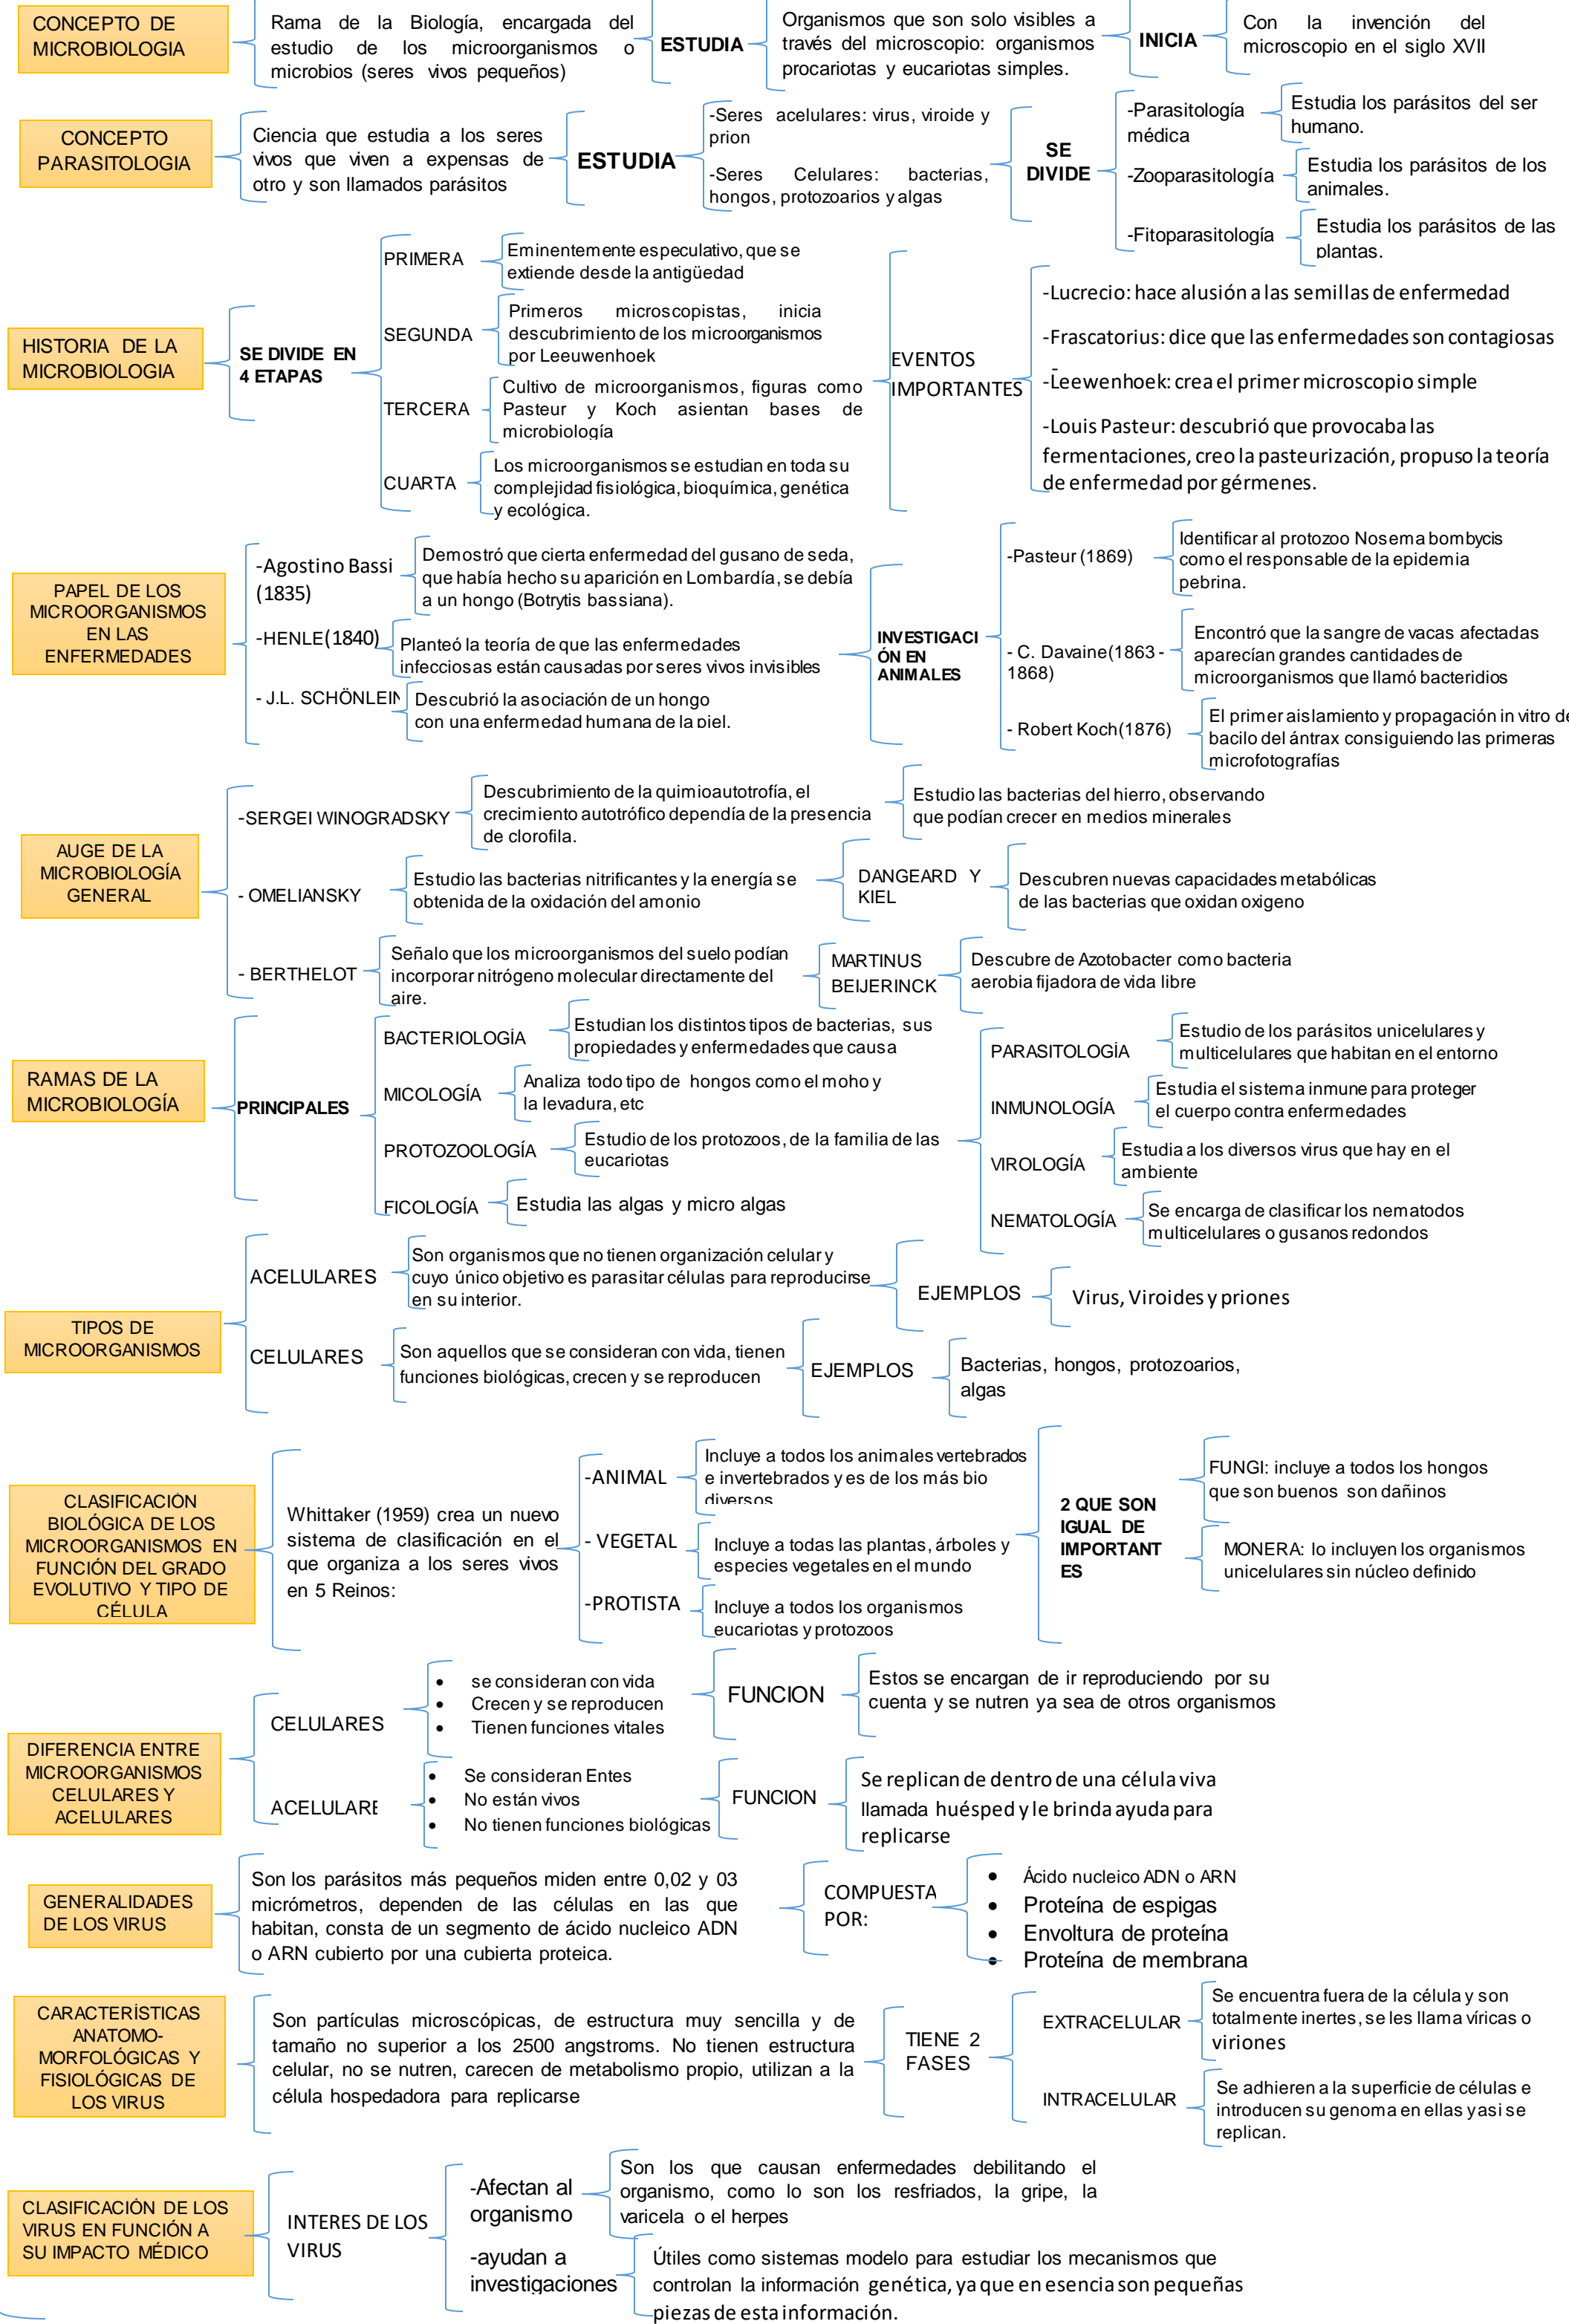 CONCEPTO DE
MICROBIOLOGIA
Rama de la Biología, encargada del
estudio de los microorganismos o
microbios (seres vivos pequeños)
ESTUDIA
Organismos que son solo visibles a
través del microscopio: organismos
procariotas y eucariotas simples.
INICIA
Con la invención del
microscopio en el siglo XVII
CONCEPTO
PARASITOLOGIA
Ciencia que estudia a los seres
vivos que viven a expensas de
otro y son llamados parásitos
ESTUDIA
-Seres acelulares: virus, viroide y
prion
-Seres Celulares: bacterias,
hongos, protozoarios y algas
SE
DIVIDE
-Parasitología
médica
Estudia los parásitos del ser
humano.
-Zooparasitología
Estudia los parásitos de los
animales.
-Fitoparasitología
Estudia los parásitos de las
plantas.
HISTORIA DE LA
MICROBIOLOGIA
SE DIVIDE EN
4 ETAPAS
PRIMERA
Eminentemente especulativo, que se
extiende desde la antigüedad
SEGUNDA
Primeros microscopistas, inicia
descubrimiento de los microorganismos
por Leeuwenhoek
TERCERA
Cultivo de microorganismos, figuras como
Pasteur y Koch asientan bases de
microbiología
CUARTA
Los microorganismos se estudian en toda su
complejidad fisiológica, bioquímica, genética
y ecológica.
EVENTOS
IMPORTANTES
-Lucrecio: hace alusión a las semillas de enfermedad
-Frascatorius: dice que las enfermedades son contagiosas
-
-Leewenhoek: crea el primer microscopio simple
-Louis Pasteur: descubrió que provocaba las
fermentaciones, creo la pasteurización, propuso la teoría
de enfermedad por gérmenes.
PAPEL DE LOS
MICROORGANISMOS
EN LAS
ENFERMEDADES
-Agostino Bassi
(1835)
Demostró que cierta enfermedad del gusano de seda,
que había hecho su aparición en Lombardía, se debía
a un hongo (Botrytis bassiana).
-HENLE(1840)
Planteó la teoría de que las enfermedades
infecciosas están causadas por seres vivos invisibles
- J.L. SCHÖNLEIN
Descubrió la asociación de un hongo
con una enfermedad humana de la piel.
INVESTIGACI
ÓN EN
ANIMALES
-Pasteur (1869)
Identificar al protozoo Nosema bombycis
como el responsable de la epidemia
pebrina.
- C. Davaine(1863 -
1868)
Encontró que la sangre de vacas afectadas
aparecían grandes cantidades de
microorganismos que llamó bacteridios
- Robert Koch(1876)
El primer aislamiento y propagación in vitro de
bacilo del ántrax consiguiendo las primeras
microfotografías
AUGE DE LA
MICROBIOLOGÍA
GENERAL
-SERGEI WINOGRADSKY
Descubrimiento de la quimioautotrofía, el
crecimiento autotrófico dependía de la presencia
de clorofila.
Estudio las bacterias del hierro, observando
que podían crecer en medios minerales
- OMELIANSKY
Estudio las bacterias nitrificantes y la energía se
obtenida de la oxidación del amonio
DANGEARD Y
KIEL
Descubren nuevas capacidades metabólicas
de las bacterias que oxidan oxigeno
- BERTHELOT
Señalo que los microorganismos del suelo podían
incorporar nitrógeno molecular directamente del
aire.
MARTINUS
BEIJERINCK
Descubre de Azotobacter como bacteria
aerobia fijadora de vida libre
RAMAS DE LA
MICROBIOLOGÍA
PRINCIPALES
BACTERIOLOGÍA
Estudian los distintos tipos de bacterias, sus
propiedades y enfermedades que causa
MICOLOGÍA
Analiza todo tipo de hongos como el moho y
la levadura, etc
PROTOZOOLOGÍA
Estudio de los protozoos, de la familia de las
eucariotas
FICOLOGÍA
Estudia las algas y micro algas
PARASITOLOGÍA
Estudio de los parásitos unicelulares y
multicelulares que habitan en el entorno
INMUNOLOGÍA
Estudia el sistema inmune para proteger
el cuerpo contra enfermedades
VIROLOGÍA
Estudia a los diversos virus que hay en el
ambiente
NEMATOLOGÍA
Se encarga de clasificar los nematodos
multicelulares o gusanos redondos
TIPOS DE
MICROORGANISMOS
ACELULARES
Son organismos que no tienen organización celular y
cuyo único objetivo es parasitar células para reproducirse
en su interior.
EJEMPLOS
Virus, Viroides y priones
CELULARES
Son aquellos que se consideran con vida, tienen
funciones biológicas, crecen y se reproducen
EJEMPLOS
Bacterias, hongos, protozoarios,
algas
CLASIFICACIÓN
BIOLÓGICA DE LOS
MICROORGANISMOS EN
FUNCIÓN DEL GRADO
EVOLUTIVO Y TIPO DE
CÉLULA
Whittaker (1959) crea un nuevo
sistema de clasificación en el
que organiza a los seres vivos
en 5 Reinos:
-ANIMAL
Incluye a todos los animales vertebrados
e invertebrados y es de los más bio
diversos
- VEGETAL
Incluye a todas las plantas, árboles y
especies vegetales en el mundo
-PROTISTA
Incluye a todos los organismos
eucariotas y protozoos
2 QUE SON
IGUAL DE
IMPORTANT
ES
FUNGI: incluye a todos los hongos
que son buenos son dañinos
MONERA: lo incluyen los organismos
unicelulares sin núcleo definido
DIFERENCIA ENTRE
MICROORGANISMOS
CELULARES Y
ACELULARES
CELULARES
• se consideran con vida
• Crecen y se reproducen
• Tienen funciones vitales
FUNCION
Estos se encargan de ir reproduciendo por su
cuenta y se nutren ya sea de otros organismos
ACELULARE
• Se consideran Entes
• No están vivos
• No tienen funciones biológicas
FUNCION
Se replican de dentro de una célula viva
llamada huésped y le brinda ayuda para
replicarse
GENERALIDADES
DE LOS VIRUS
Son los parásitos más pequeños miden entre 0,02 y 03
micrómetros, dependen de las células en las que
habitan, consta de un segmento de ácido nucleico ADN
o ARN cubierto por una cubierta proteica.
COMPUESTA
POR:
• Ácido nucleico ADN o ARN
• Proteína de espigas
• Envoltura de proteína
• Proteína de membrana
CARACTERÍSTICAS
ANATOMO-
MORFOLÓGICAS Y
FISIOLÓGICAS DE
LOS VIRUS
Son partículas microscópicas, de estructura muy sencilla y de
tamaño no superior a los 2500 angstroms. No tienen estructura
celular, no se nutren, carecen de metabolismo propio, utilizan a la
célula hospedadora para replicarse
TIENE 2
FASES
EXTRACELULAR
Se encuentra fuera de la célula y son
totalmente inertes, se les llama víricas o
viriones
INTRACELULAR
Se adhieren a la superficie de células e
introducen su genoma en ellas y asi se
replican.
CLASIFICACIÓN DE LOS
VIRUS EN FUNCIÓN A
SU IMPACTO MÉDICO
INTERES DE LOS
VIRUS
-Afectan al
organismo
Son los que causan enfermedades debilitando el
organismo, como lo son los resfriados, la gripe, la
varicela o el herpes
-ayudan a
investigaciones
Útiles como sistemas modelo para estudiar los mecanismos que
controlan la información genética, ya que en esencia son pequeñas
piezas de esta información.